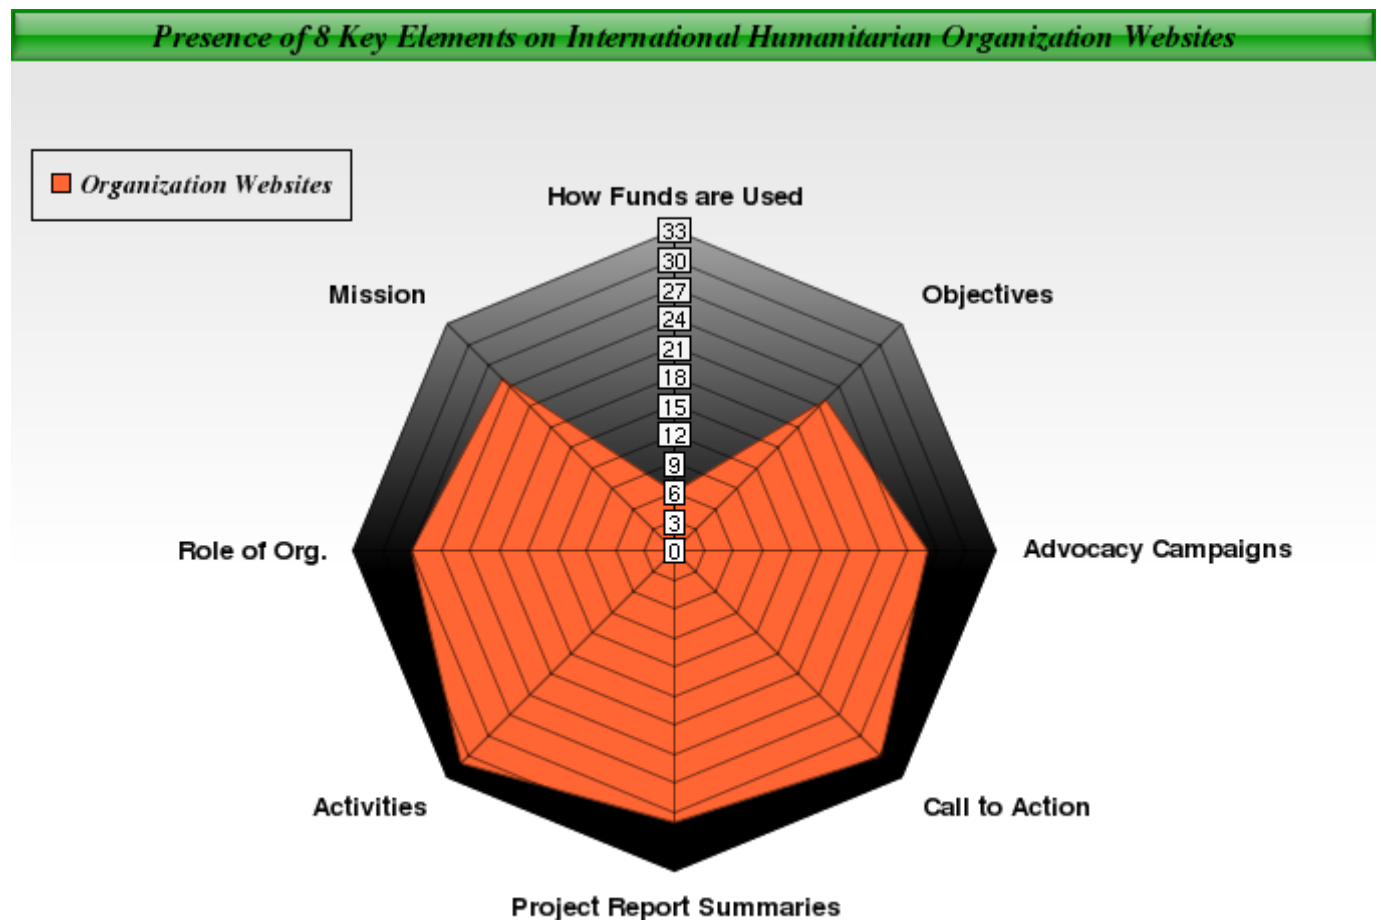 Presence of 8 Key Elements on International Humanitarian Organization Websites
Organization Websites
How Funds are Used
Mission
Objectives
33
30
27
24
21
18
15
12
9
6
3
0
Role of Org.
Advocacy Campaigns
Activities
Call to Action
Project Report Summaries